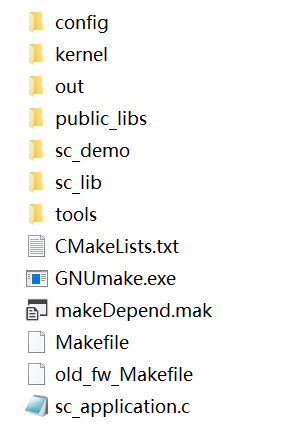 config
kernel
out
public_libs
sc_demo
sc_lib
tools
CMakeLists.txt
GNUmake.exe
makeDepend.mak
Makefile
old_fw_Makefile
sc_application.c